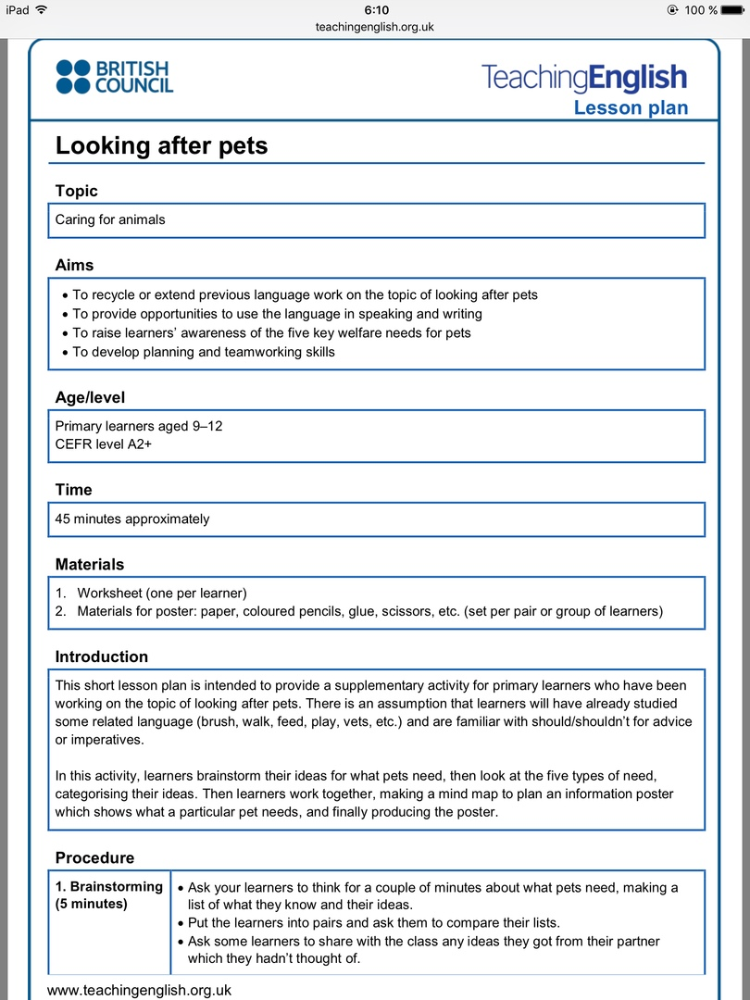 iPad 6:10 100 %
teachingenglish.org.uk
BRITISH
COUNCIL
TeachingEnglish
Lesson plan
Looking after pets
Topic
Caring for animals
Aims
• To recycle or extend previous language work on the topic of looking after pets
• To provide opportunities to use the language in speaking and writing
• To raise learners’ awareness of the five key welfare needs for pets
• To develop planning and teamworking skills
Age/level
Primary learners aged 9–12
CEFR level A2+
Time
45 minutes approximately
Materials
1. Worksheet (one per learner)
2. Materials for poster: paper, coloured pencils, glue, scissors, etc. (set per pair or group of learners)
Introduction
This short lesson plan is intended to provide a supplementary activity for primary learners who have been
working on the topic of looking after pets. There is an assumption that learners will have already studied
some related language (brush, walk, feed, play, vets, etc.) and are familiar with should/shouldn’t for advice
or imperatives.
In this activity, learners brainstorm their ideas for what pets need, then look at the five types of need,
categorising their ideas. Then learners work together, making a mind map to plan an information poster
which shows what a particular pet needs, and finally producing the poster.
Procedure
1. Brainstorming
(5 minutes)
• Ask your learners to think for a couple of minutes about what pets need, making a
list of what they know and their ideas.
• Put the learners into pairs and ask them to compare their lists.
• Ask some learners to share with the class any ideas they got from their partner
which they hadn’t thought of.
www.teachingenglish.org.uk